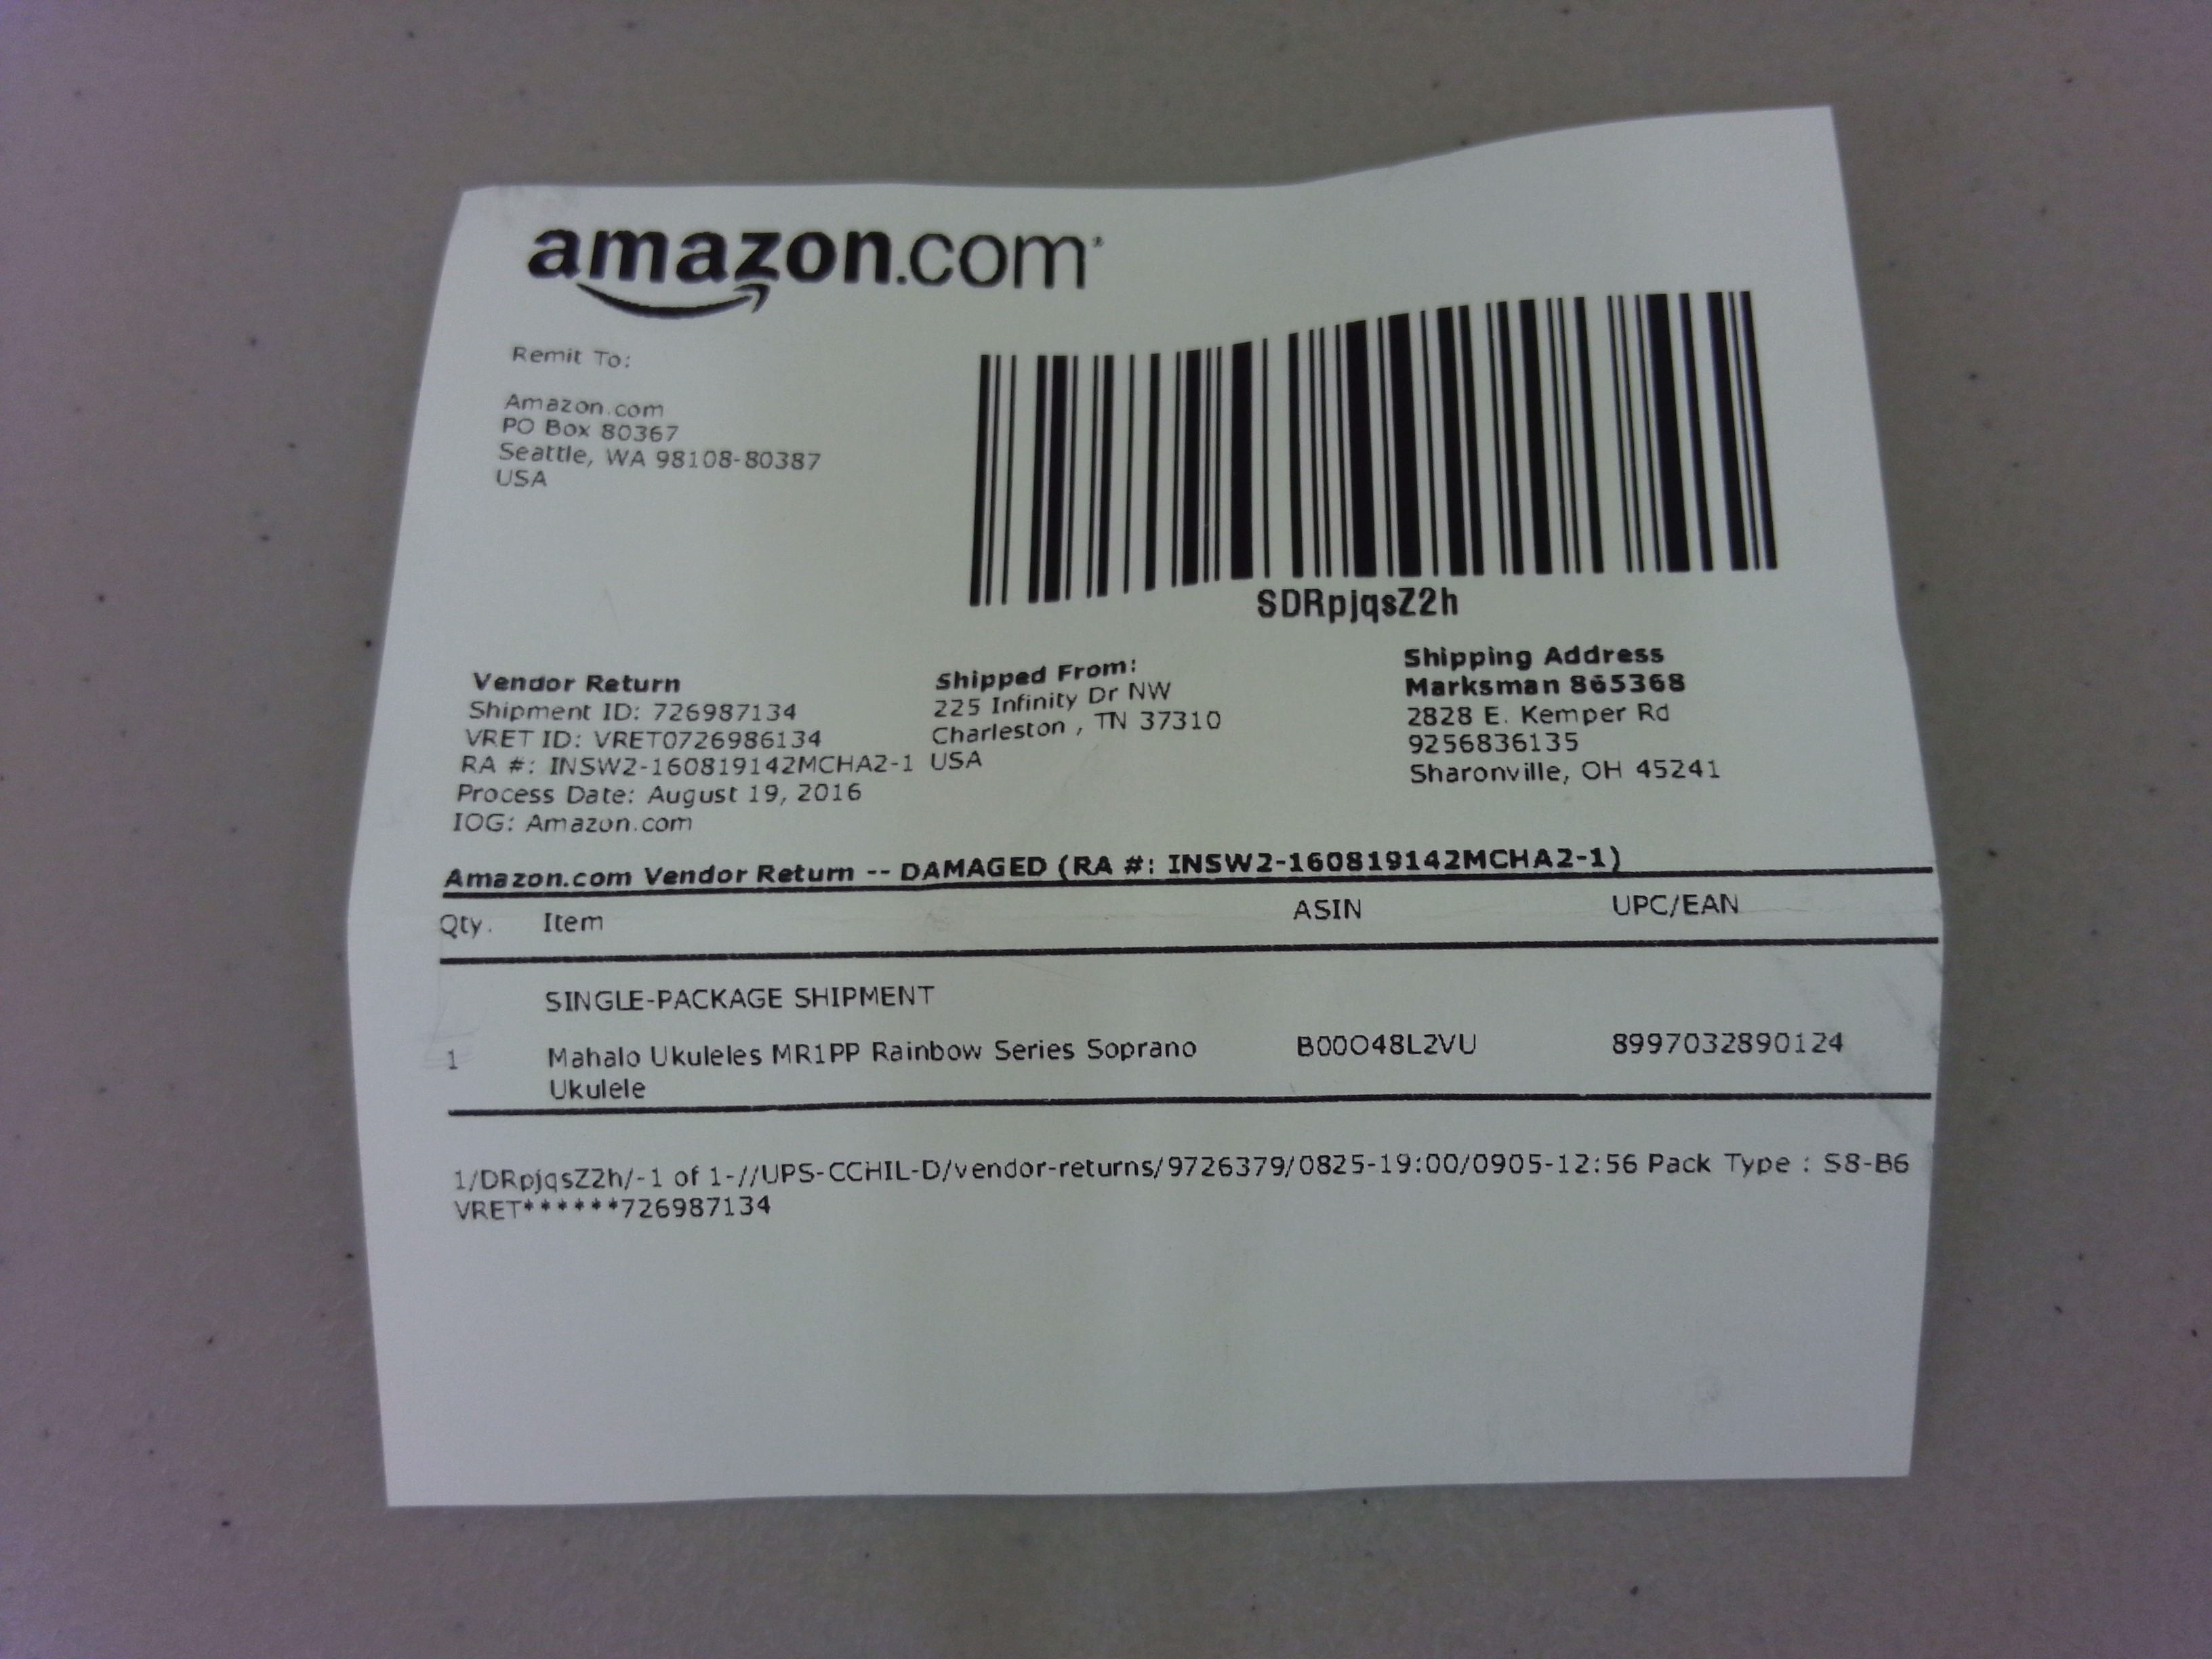 amazon.com
Remit To:
Amazon.com
PO Box 80367
Seattle, WA 98108-80387
USA
SDRpjqsZ2h
Vendor Return
Shipment ID: 726987134
VRET ID: VRET0726986134
RA #: INSW2-160819142MCHA2-1
Process Date: August 19, 2016
IOG: Amazon.com
Shipped From:
225 Infinity Dr NW
Charleston , TN 37310
USA
Shipping Address
Marksman 865368
2828 E. Kemper Rd
9256836135
Sharonville, OH 45241
Amazon.com Vendor Return -- DAMAGED (RA #: INSW2-160819142MCHA2-1)
Qty. Item ASIN UPC/EAN
SINGLE-PACKAGE SHIPMENT
1 Mahalo Ukuleles MR1PP Rainbow Series Soprano B00O48L2VU 8997032890124
Ukulele
1/DRpjqsZ2h/-1 of 1-//UPS-CCHIL-D/vendor-returns/9726379/0825-19:00/0905-12:56 Pack Type : S8-B6
VRET******726987134